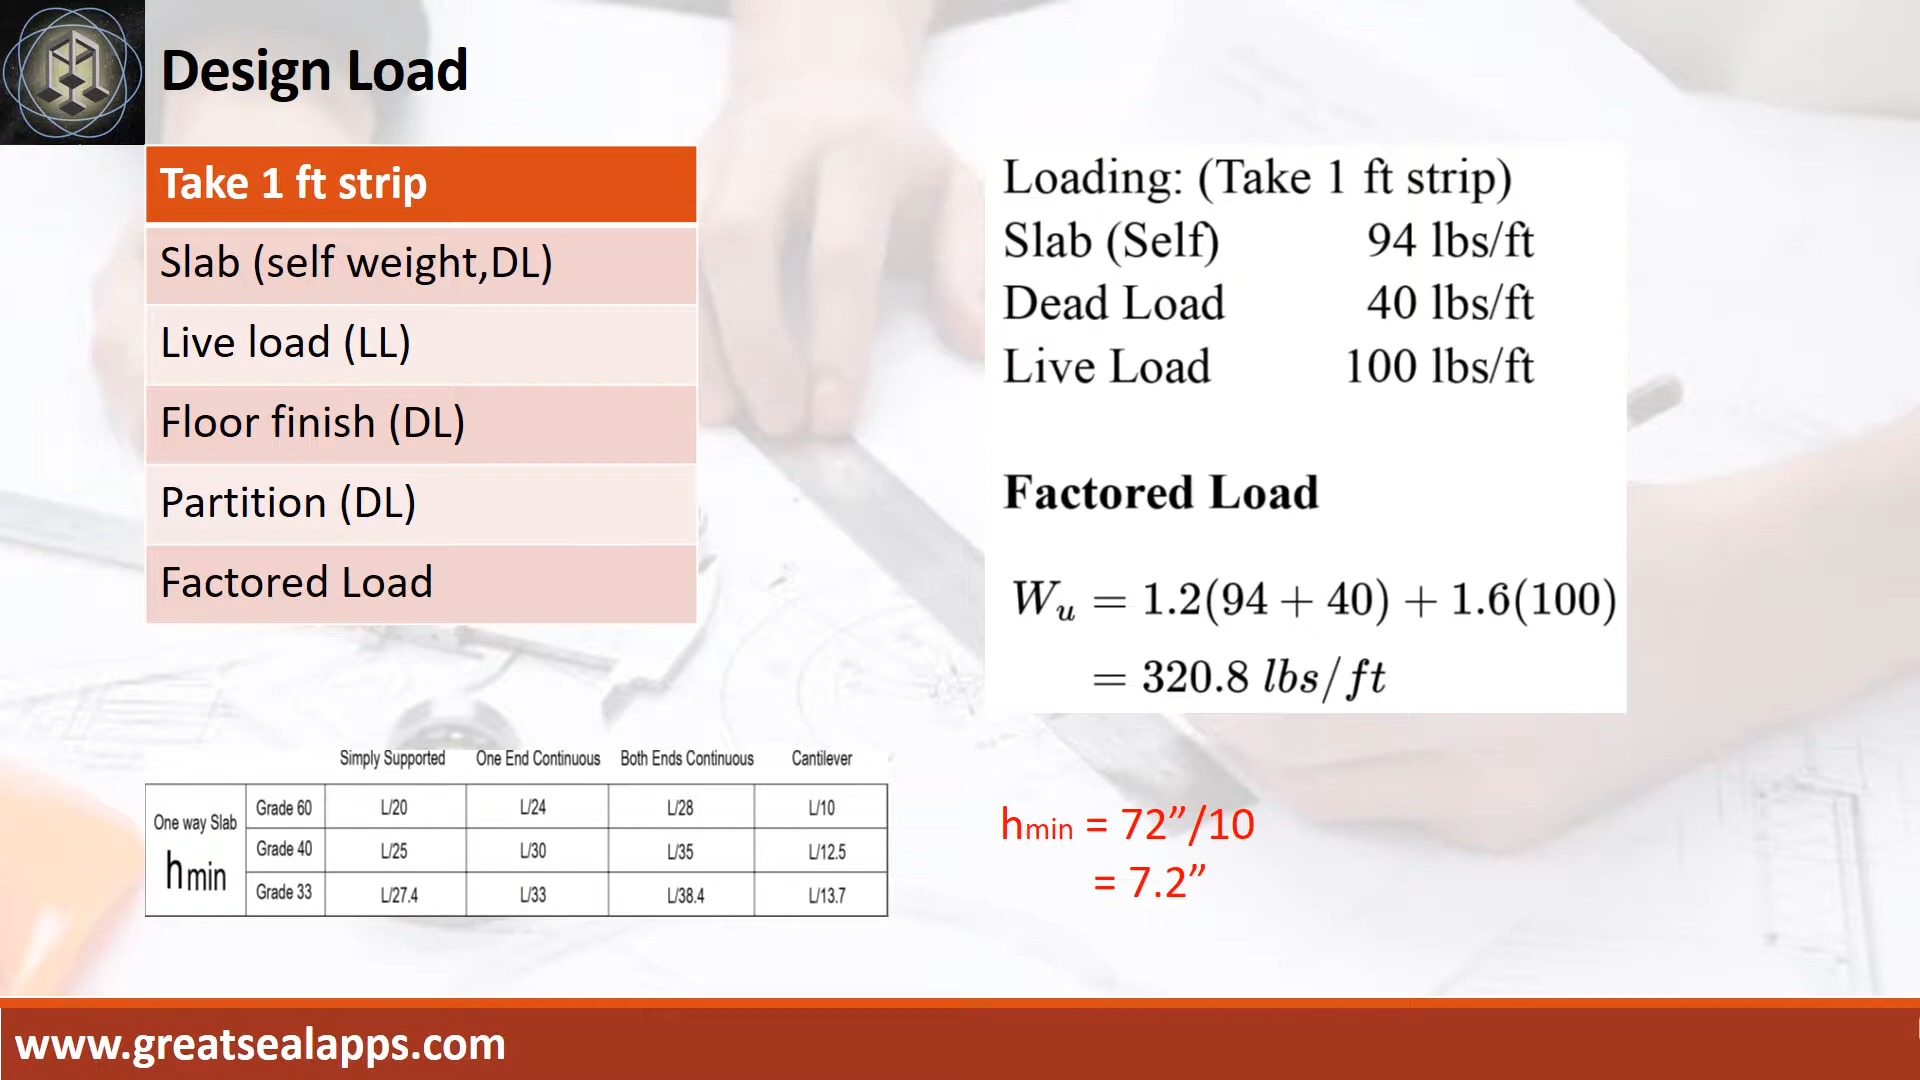 Design Load
Take 1 ft strip
Slab (self weight,DL)
Live load (LL)
Floor finish (DL)
Partition (DL)
Factored Load
Loading: (Take 1 ft strip)
Slab (Self) 94 lbs/ft
Dead Load 40 lbs/ft
Live Load 100 lbs/ft
Factored Load
Wu = 1.2(94 + 40) + 1.6(100)
= 320.8 lbs/ft
Simply Supported One End Continuous Both Ends Continuous Cantilever
One way Slab
hmin
Grade 60 L/20 L/24 L/28 L/10
Grade 40 L/25 L/30 L/35 L/12.5
Grade 33 L/27.4 L/33 L/38.4 L/13.7
hmin = 72”/10
= 7.2”
www.greatsealapps.com